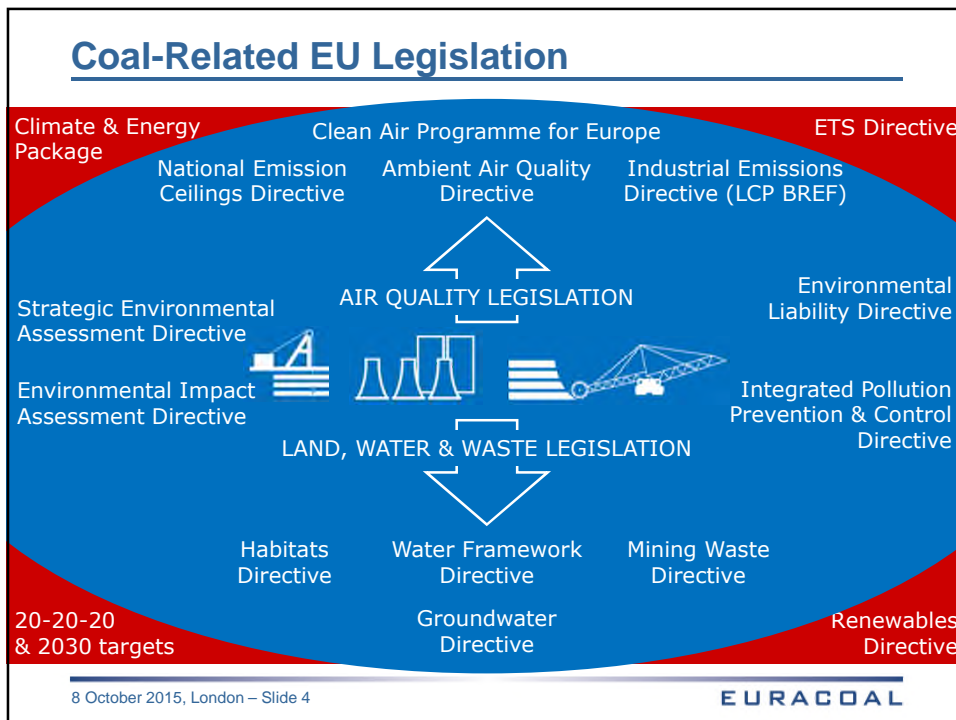 Coal-Related EU Legislation
Climate & Energy
Package
Clean Air Programme for Europe
ETS Directive
National Emission
Ceilings Directive
Ambient Air Quality
Directive
Industrial Emissions
Directive (LCP BREF)
AIR QUALITY LEGISLATION
Strategic Environmental
Assessment Directive
Environmental
Liability Directive
Environmental Impact
Assessment Directive
Integrated Pollution
Prevention & Control
Directive
LAND, WATER & WASTE LEGISLATION
Habitats
Directive
Water Framework
Directive
Mining Waste
Directive
Groundwater
Directive
20-20-20
& 2030 targets
Renewables
Directive
8 October 2015, London – Slide 4
EURACOAL